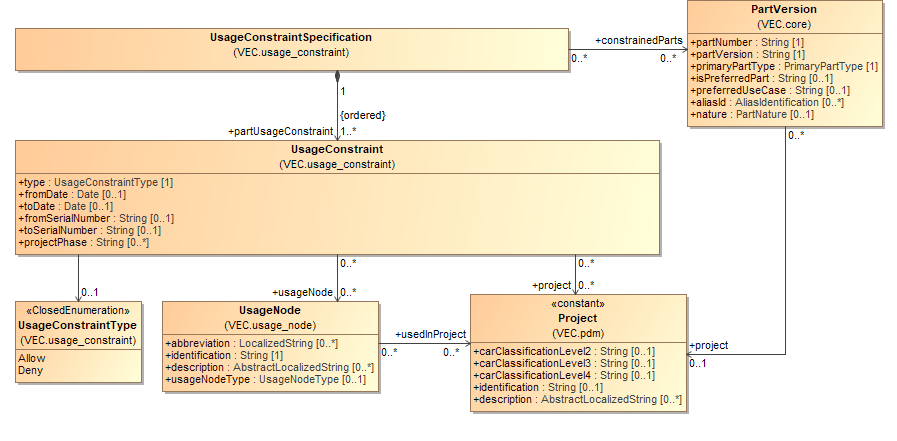 UsageConstraintSpecification
(VEC.usage_constraint)
+constrainedParts
0..*
0..*
PartVersion
(VEC.core)
+partNumber : String [1]
+partVersion : String [1]
+primaryPartType : PrimaryPartType [1]
+isPreferredPart : String [0..1]
+preferredUseCase : String [0..1]
+aliasId : AliasIdentification [0..*]
+nature : PartNature [0..1]
1
{ordered}
+partUsageConstraint
1..*
0..*
UsageConstraint
(VEC.usage_constraint)
+type : UsageConstraintType [1]
+fromDate : Date [0..1]
+toDate : Date [0..1]
+fromSerialNumber : String [0..1]
+toSerialNumber : String [0..1]
+projectPhase : String [0..*]
0..*
0..*
0..1
+usageNode
0..*
+project
0..*
«ClosedEnumeration»
UsageConstraintType
(VEC.usage_constraint)
Allow
Deny
UsageNode
(VEC.usage_node)
+abbreviation : LocalizedString [0..*]
+identification : String [1]
+description : AbstractLocalizedString [0..*]
+usageNodeType : UsageNodeType [0..1]
+usedInProject
0..*
0..*
«constant»
Project
(VEC.pdm)
+carClassificationLevel2 : String [0..1]
+carClassificationLevel3 : String [0..1]
+carClassificationLevel4 : String [0..1]
+identification : String [0..1]
+description : AbstractLocalizedString [0..*]
+project
0..1